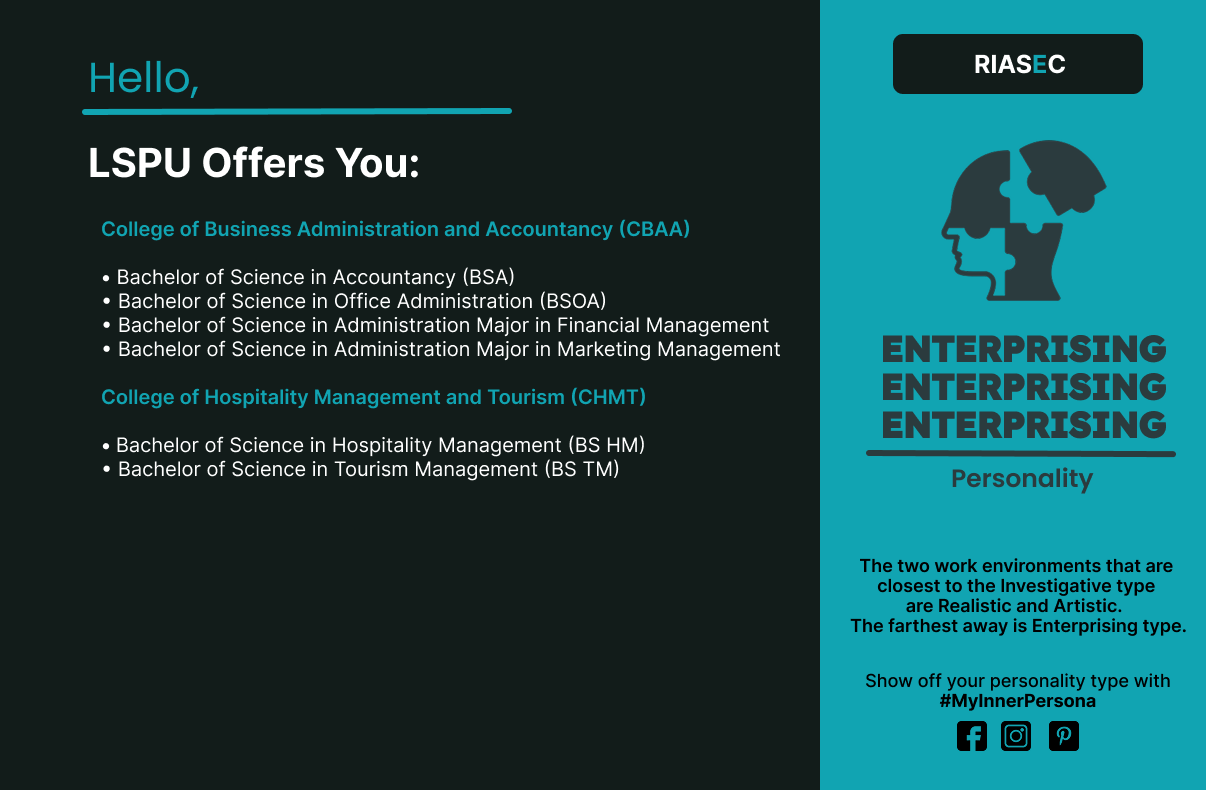 Hello,
LSPU Offers You:
College of Business Administration and Accountancy (CBAA)
• Bachelor of Science in Accountancy (BSA)
• Bachelor of Science in Office Administration (BSOA)
• Bachelor of Science in Administration Major in Financial Management
• Bachelor of Science in Administration Major in Marketing Management
College of Hospitality Management and Tourism (CHMT)
• Bachelor of Science in Hospitality Management (BS HM)
• Bachelor of Science in Tourism Management (BS TM)
RIASEC
ENTERPRISING
ENTERPRISING
ENTERPRISING
Personality
The two work environments that are
closest to the Investigative type
are Realistic and Artistic.
The farthest away is Enterprising type.
Show off your personality type with
#MyInnerPersona